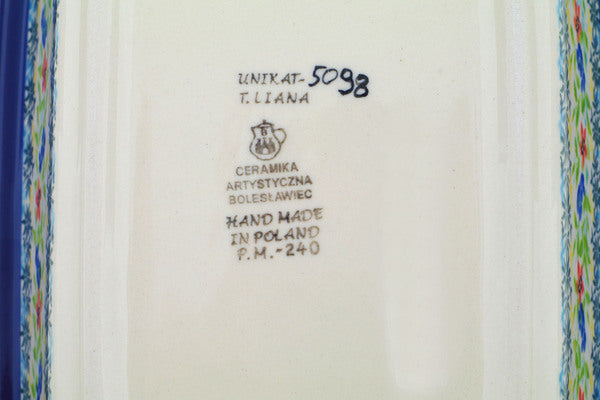 UNIKAT-5098
T.LIANA
B
CERAMIKA
ARTYSTYCZNA
BOLESŁAWIEC
HAND MADE
IN POLAND
P.M.-240